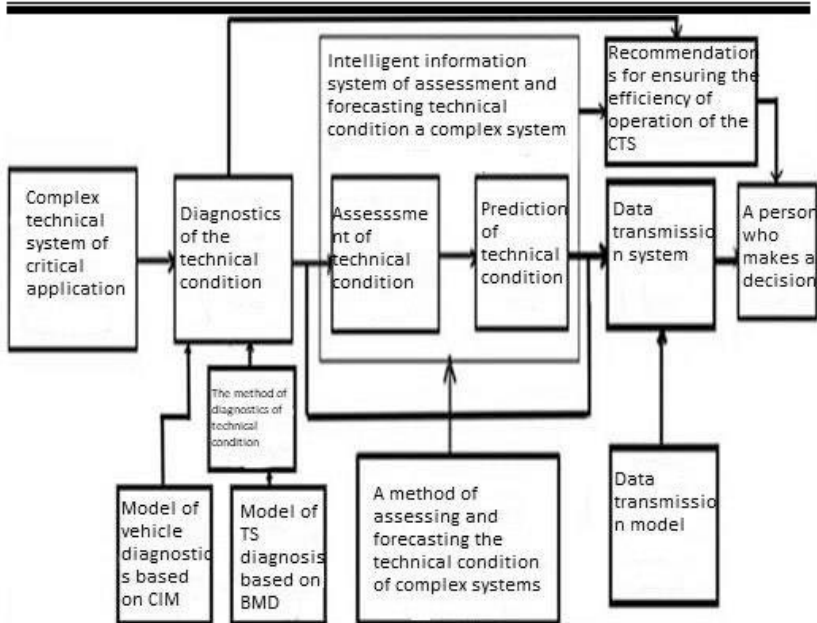 Intelligent information
system of assessment and
forecasting technical
condition a complex system
Recommendation
s for ensuring the
efficiency of
operation of the
CTS
Complex
technical
system of
critical
application
Diagnostics
of the
technical
condition
Assesssme
nt of
technical
condition
Prediction
of
technical
condition
Data
transmissio
n system
A person
who
makes a
decision
The method of
diagnostics of
technical
condition
Model of
vehicle
diagnostic
s based
on CIM
Model of
TS
diagnosis
based on
BMD
A method of
assessing and
forecasting the
technical condition
of complex systems
Data
transmissio
n model